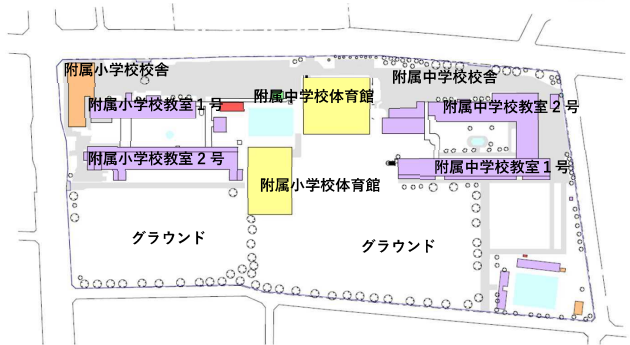 附属小学校校舎
附属中学校校舎
附属中学校体育館
附属小学校教室１号
附属中学校教室２号
附属小学校教室２号
附属中学校教室１号
附属小学校体育館
グラウンド
グラウンド